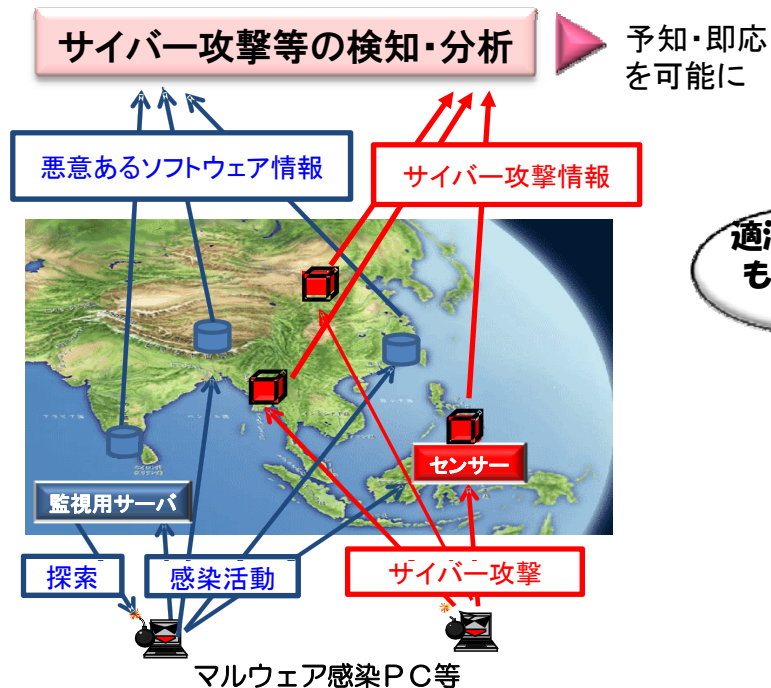 サイバー攻撃等の検知・分析
予知・即応
を可能に
悪意あるソフトウェア情報
サイバー攻撃情報
センサー
監視用サーバ
探索
感染活動
サイバー攻撃
マルウェア感染ＰＣ等